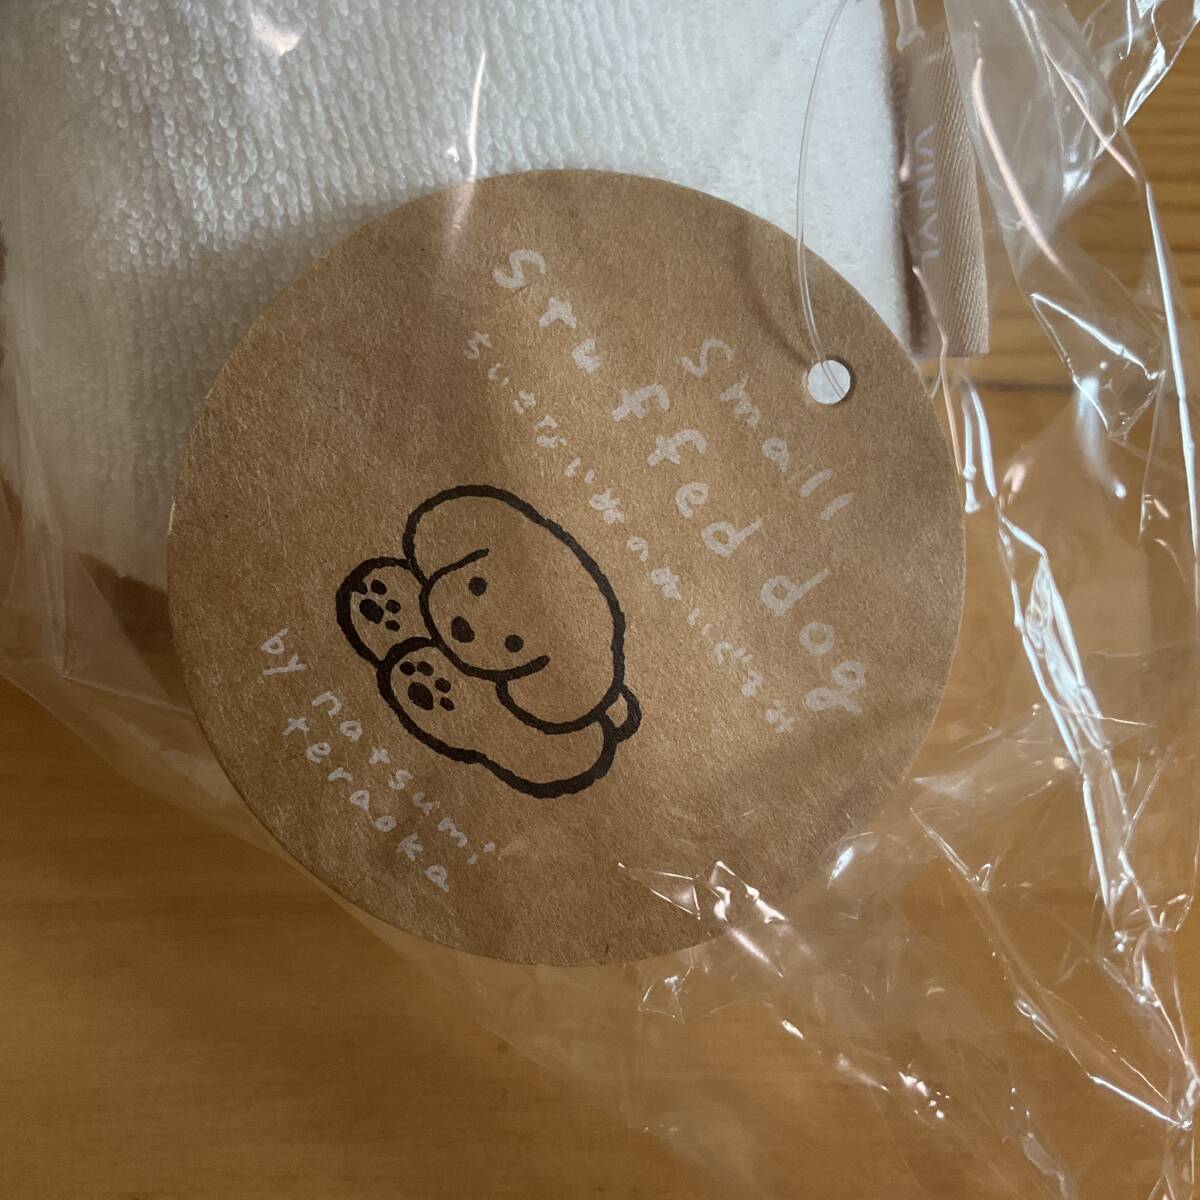 Small
Stuffed dog
ちいさないぬのぬいぐるみ
by natsumi
teraoka